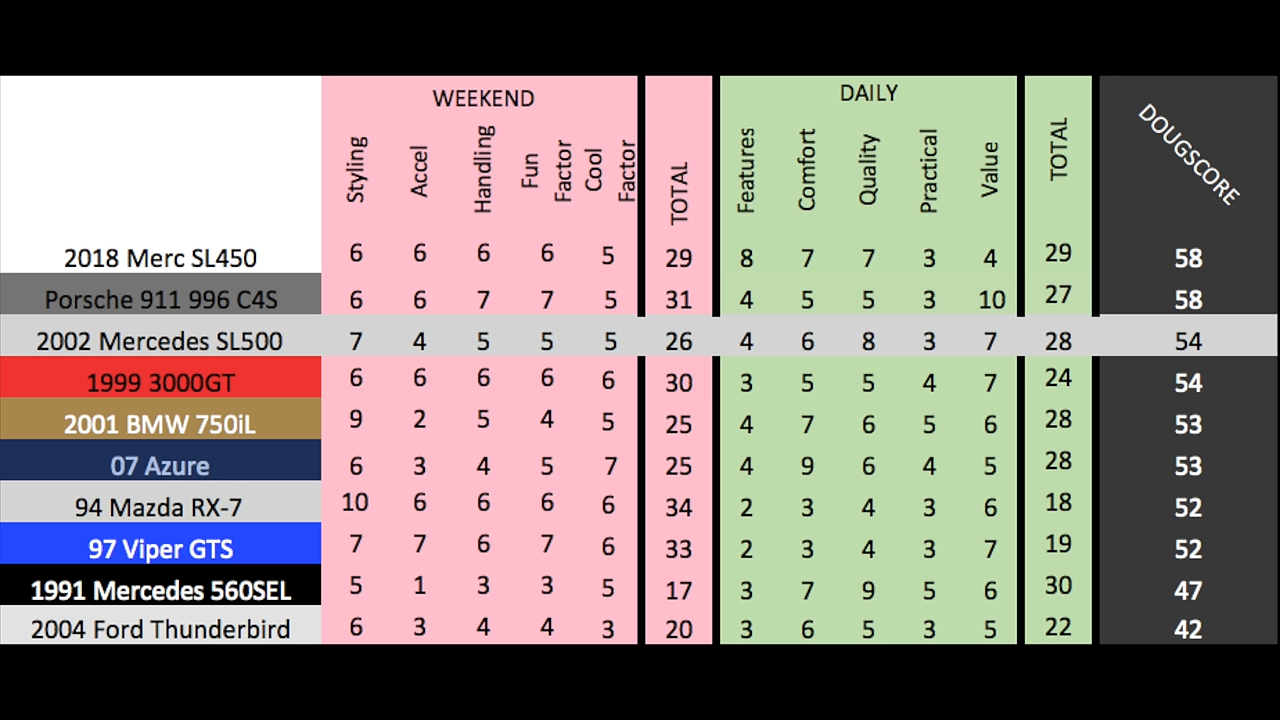 WEEKEND DAILY
Styling Accel Handling Fun Factor Cool Factor TOTAL Features Comfort Quality Practical Value TOTAL DOUGSCORE
2018 Merc SL450 6 6 6 6 5 29 8 7 7 3 4 29 58
Porsche 911 996 C4S 6 6 7 7 5 31 4 5 5 3 10 27 58
2002 Mercedes SL500 7 4 5 5 5 26 4 6 8 3 7 28 54
1999 3000GT 6 6 6 6 6 30 3 5 5 4 7 24 54
2001 BMW 750iL 9 2 5 4 5 25 4 7 6 5 6 28 53
07 Azure 6 3 4 5 7 25 4 9 6 4 5 28 53
94 Mazda RX-7 10 6 6 6 6 34 2 3 4 3 6 18 52
97 Viper GTS 7 7 6 7 6 33 2 3 4 3 7 19 52
1991 Mercedes 560SEL 5 1 3 3 5 17 3 7 9 5 6 30 47
2004 Ford Thunderbird 6 3 4 4 3 20 3 6 5 3 5 22 42